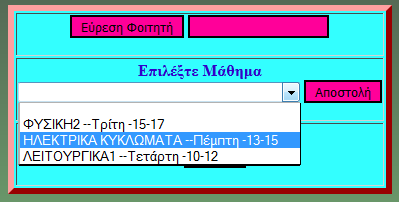 Εύρεση Φοιτητή
Επιλέξτε Μάθημα
Αποστολή
ΦΥΣΙΚΗ2 --Τρίτη -15-17
ΗΛΕΚΤΡΙΚΑ ΚΥΚΛΩΜΑΤΑ --Πέμπτη -13-15
ΛΕΙΤΟΥΡΓΙΚΑ1 --Τετάρτη -10-12